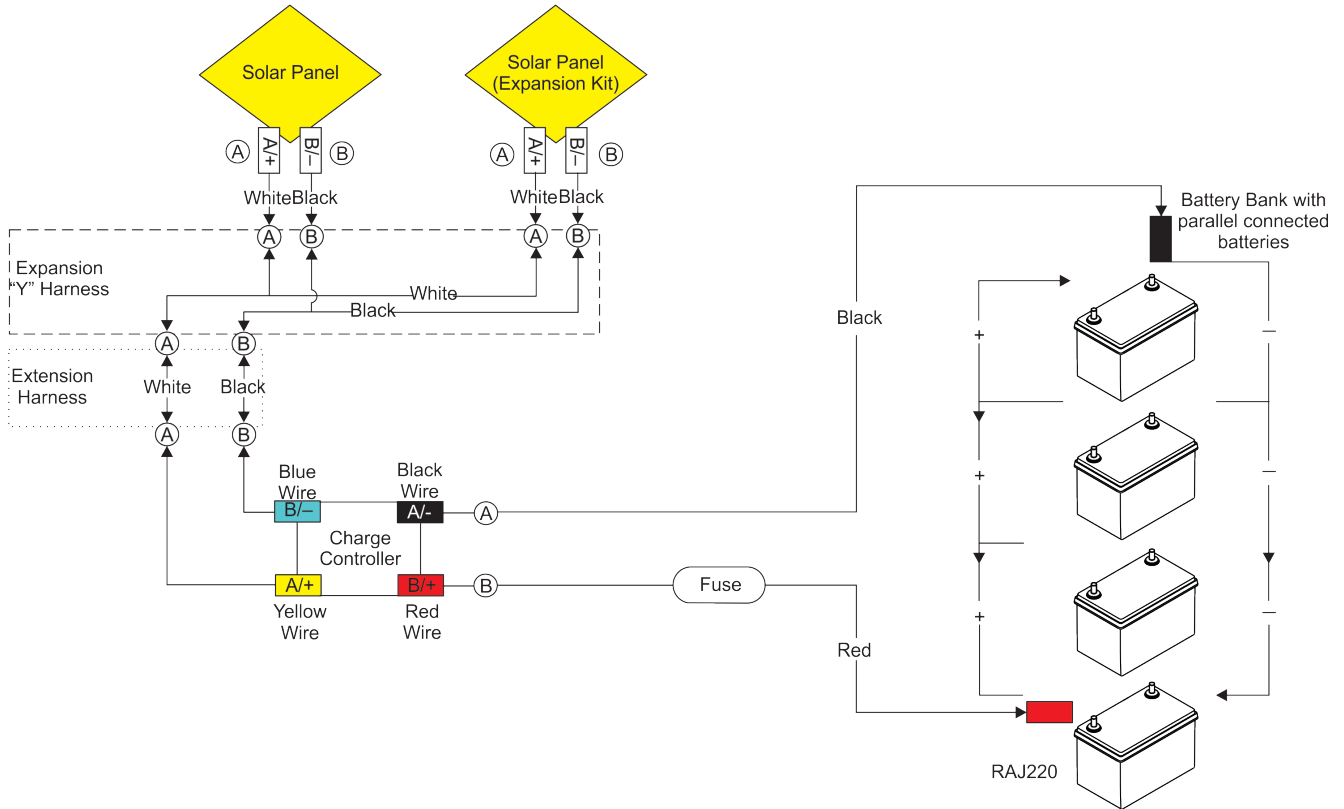 Solar Panel
Solar Panel
(Expansion Kit)
A
A/+
B/–
B
A
A/+
B/–
B
White
Black
White
Black
A
B
A
B
Expansion
“Y” Harness
White
Black
A
B
Extension
Harness
White
Black
A
B
Blue
Wire
B/–
Black
Wire
A/-
A
Charge
Controller
A/+
Yellow
Wire
B/+
Red
Wire
B
Fuse
Black
Red
Battery Bank with
parallel connected
batteries
+
–
+
–
+
–
RAJ220